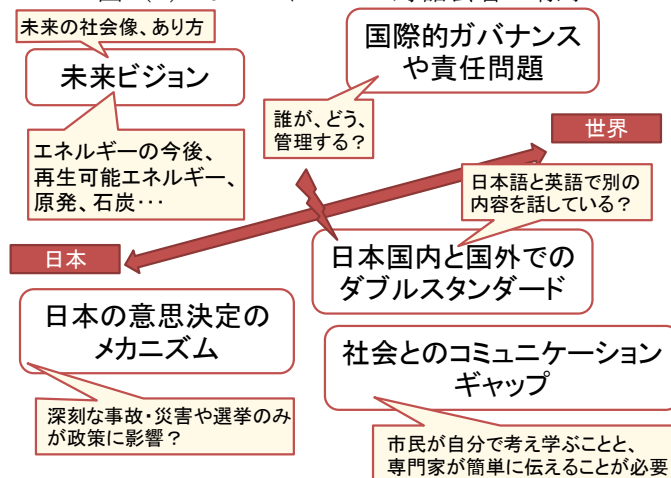 未来の社会像、あり方
未来ビジョン
エネルギーの今後、
再生可能エネルギー、
原発、石炭･･･
国際的ガバナンス
や責任問題
誰が、どう、
管理する？
世界
日本語と英語で別の
内容を話している？
日本
日本国内と国外での
ダブルスタンダード
日本の意思決定の
メカニズム
深刻な事故・災害や選挙のみ
が政策に影響？
社会とのコミュニケーション
ギャップ
市民が自分で考え学ぶことと、
専門家が簡単に伝えることが必要